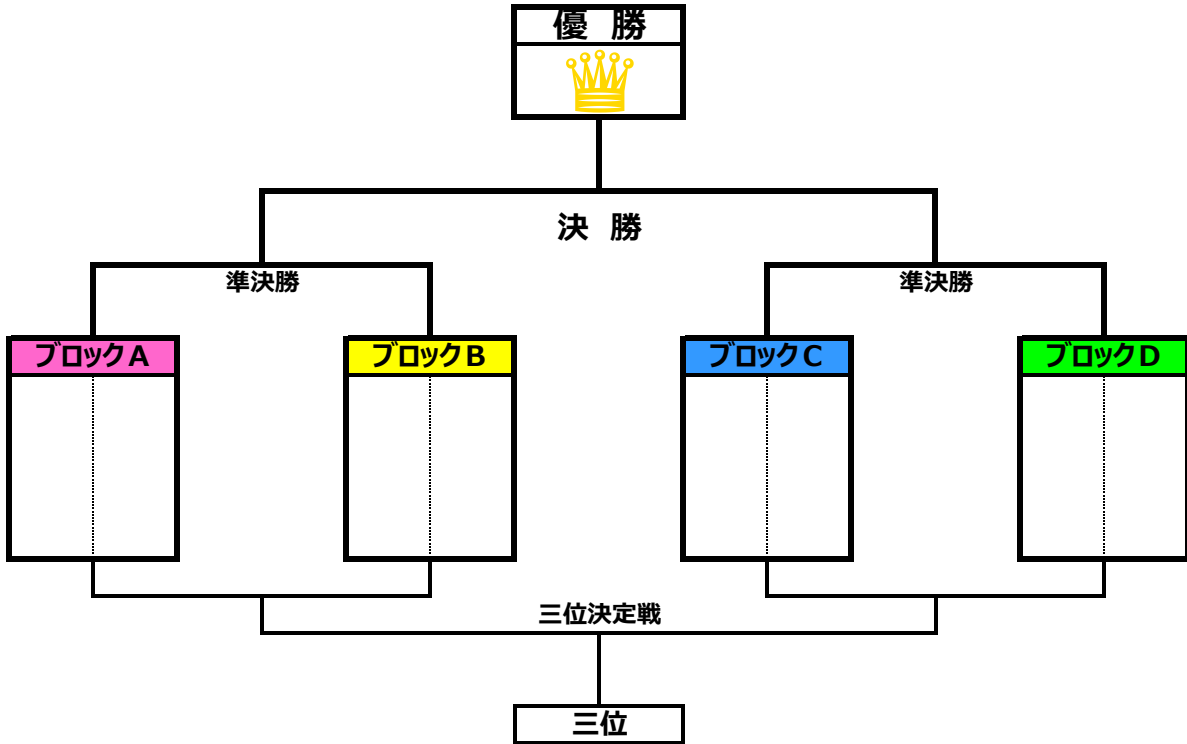 優 勝
決 勝
準決勝
準決勝
ブロックA
ブロックB
ブロックC
ブロックD
三位決定戦
三位